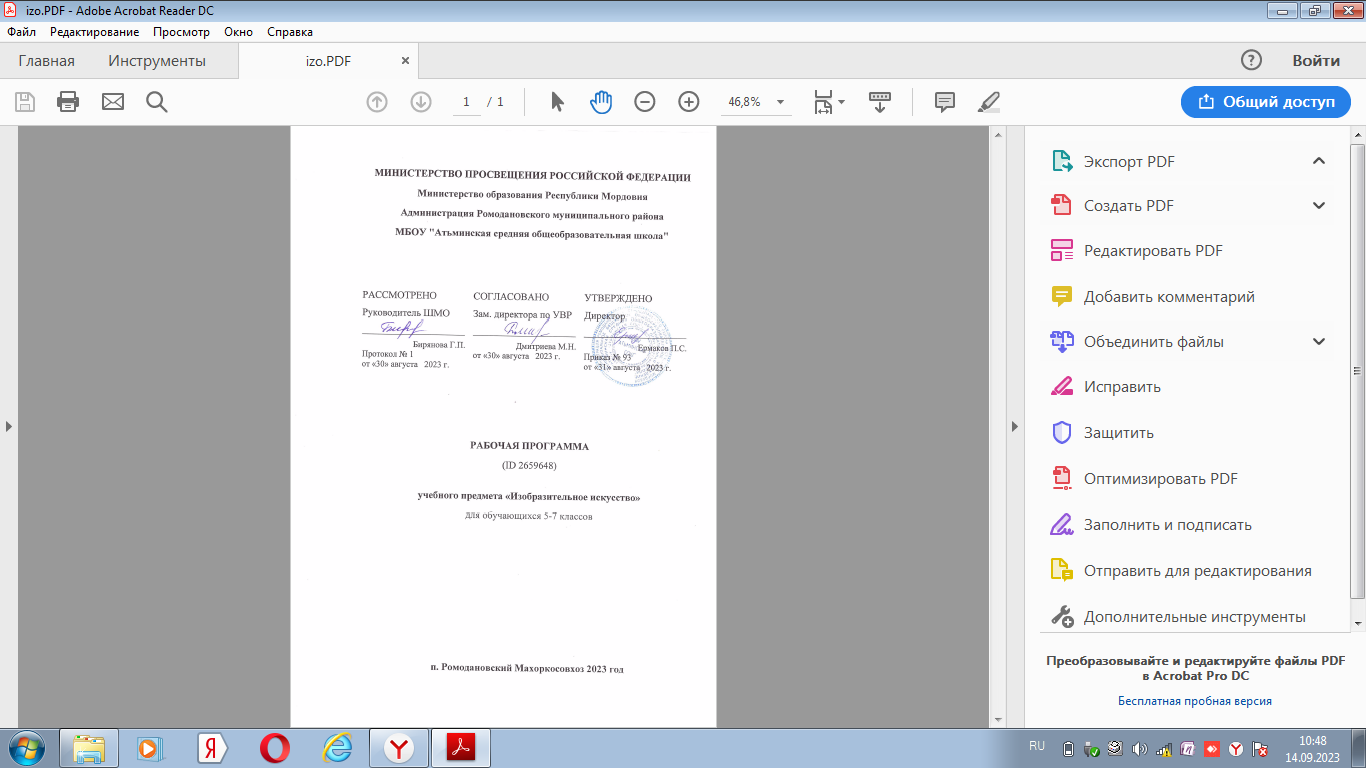 izo.PDF - Adobe Acrobat Reader DC
Файл Редактирование Просмотр Окно Справка
Главная Инструменты izo.PDF Войти
1 / 1 46,8% Общий доступ
МИНИСТЕРСТВО ПРОСВЕЩЕНИЯ РОССИЙСКОЙ ФЕДЕРАЦИИ
Министерство образования Республики Мордовия
Администрация Ромодановского муниципального района
МБОУ "Атьминская средняя общеобразовательная школа"
РАССМОТРЕНО СОГЛАСОВАНО УТВЕРЖДЕНО
Руководитель ШМО Зам. директора по УВР Директор
Бирянова Г.П. Дмитриева М.Н. Ермаков П.С.
Протокол № 1 от «30» августа 2023 г. Приказ № 93
от «30» августа 2023 г. от «31» августа 2023 г.
РАБОЧАЯ ПРОГРАММА
(ID 2659648)
учебного предмета «Изобразительное искусство»
для обучающихся 5-7 классов
п. Ромодановский Махоркосовхоз 2023 год
Экспорт PDF
Создать PDF
Редактировать PDF
Добавить комментарий
Объединить файлы
Исправить
Защитить
Оптимизировать PDF
Заполнить и подписать
Отправить для редактирования
Дополнительные инструменты
Преобразовывайте и редактируйте файлы PDF
в Acrobat Pro DC
Бесплатная пробная версия
RU
10:48
14.09.2023